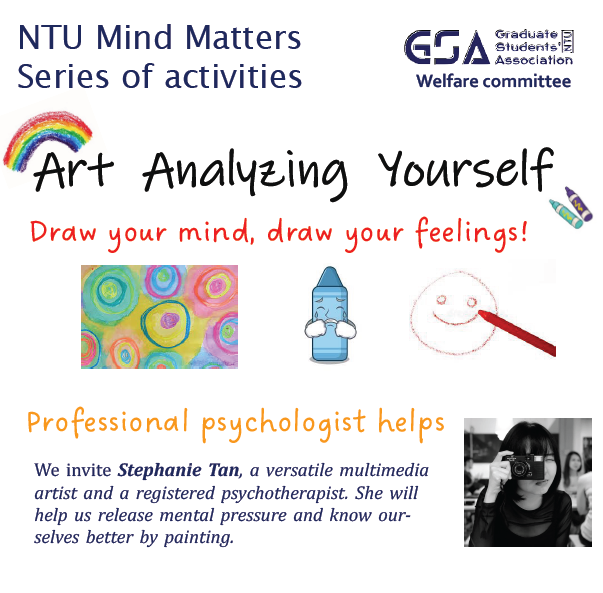 NTU Mind Matters
Series of activities
GSA
Graduate
Students'
Association
NTU
Welfare committee
Art Analyzing Yourself
Draw your mind, draw your feelings!
Professional psychologist helps
We invite Stephanie Tan, a versatile multimedia
artist and a registered psychotherapist. She will
help us release mental pressure and know our-
selves better by painting.